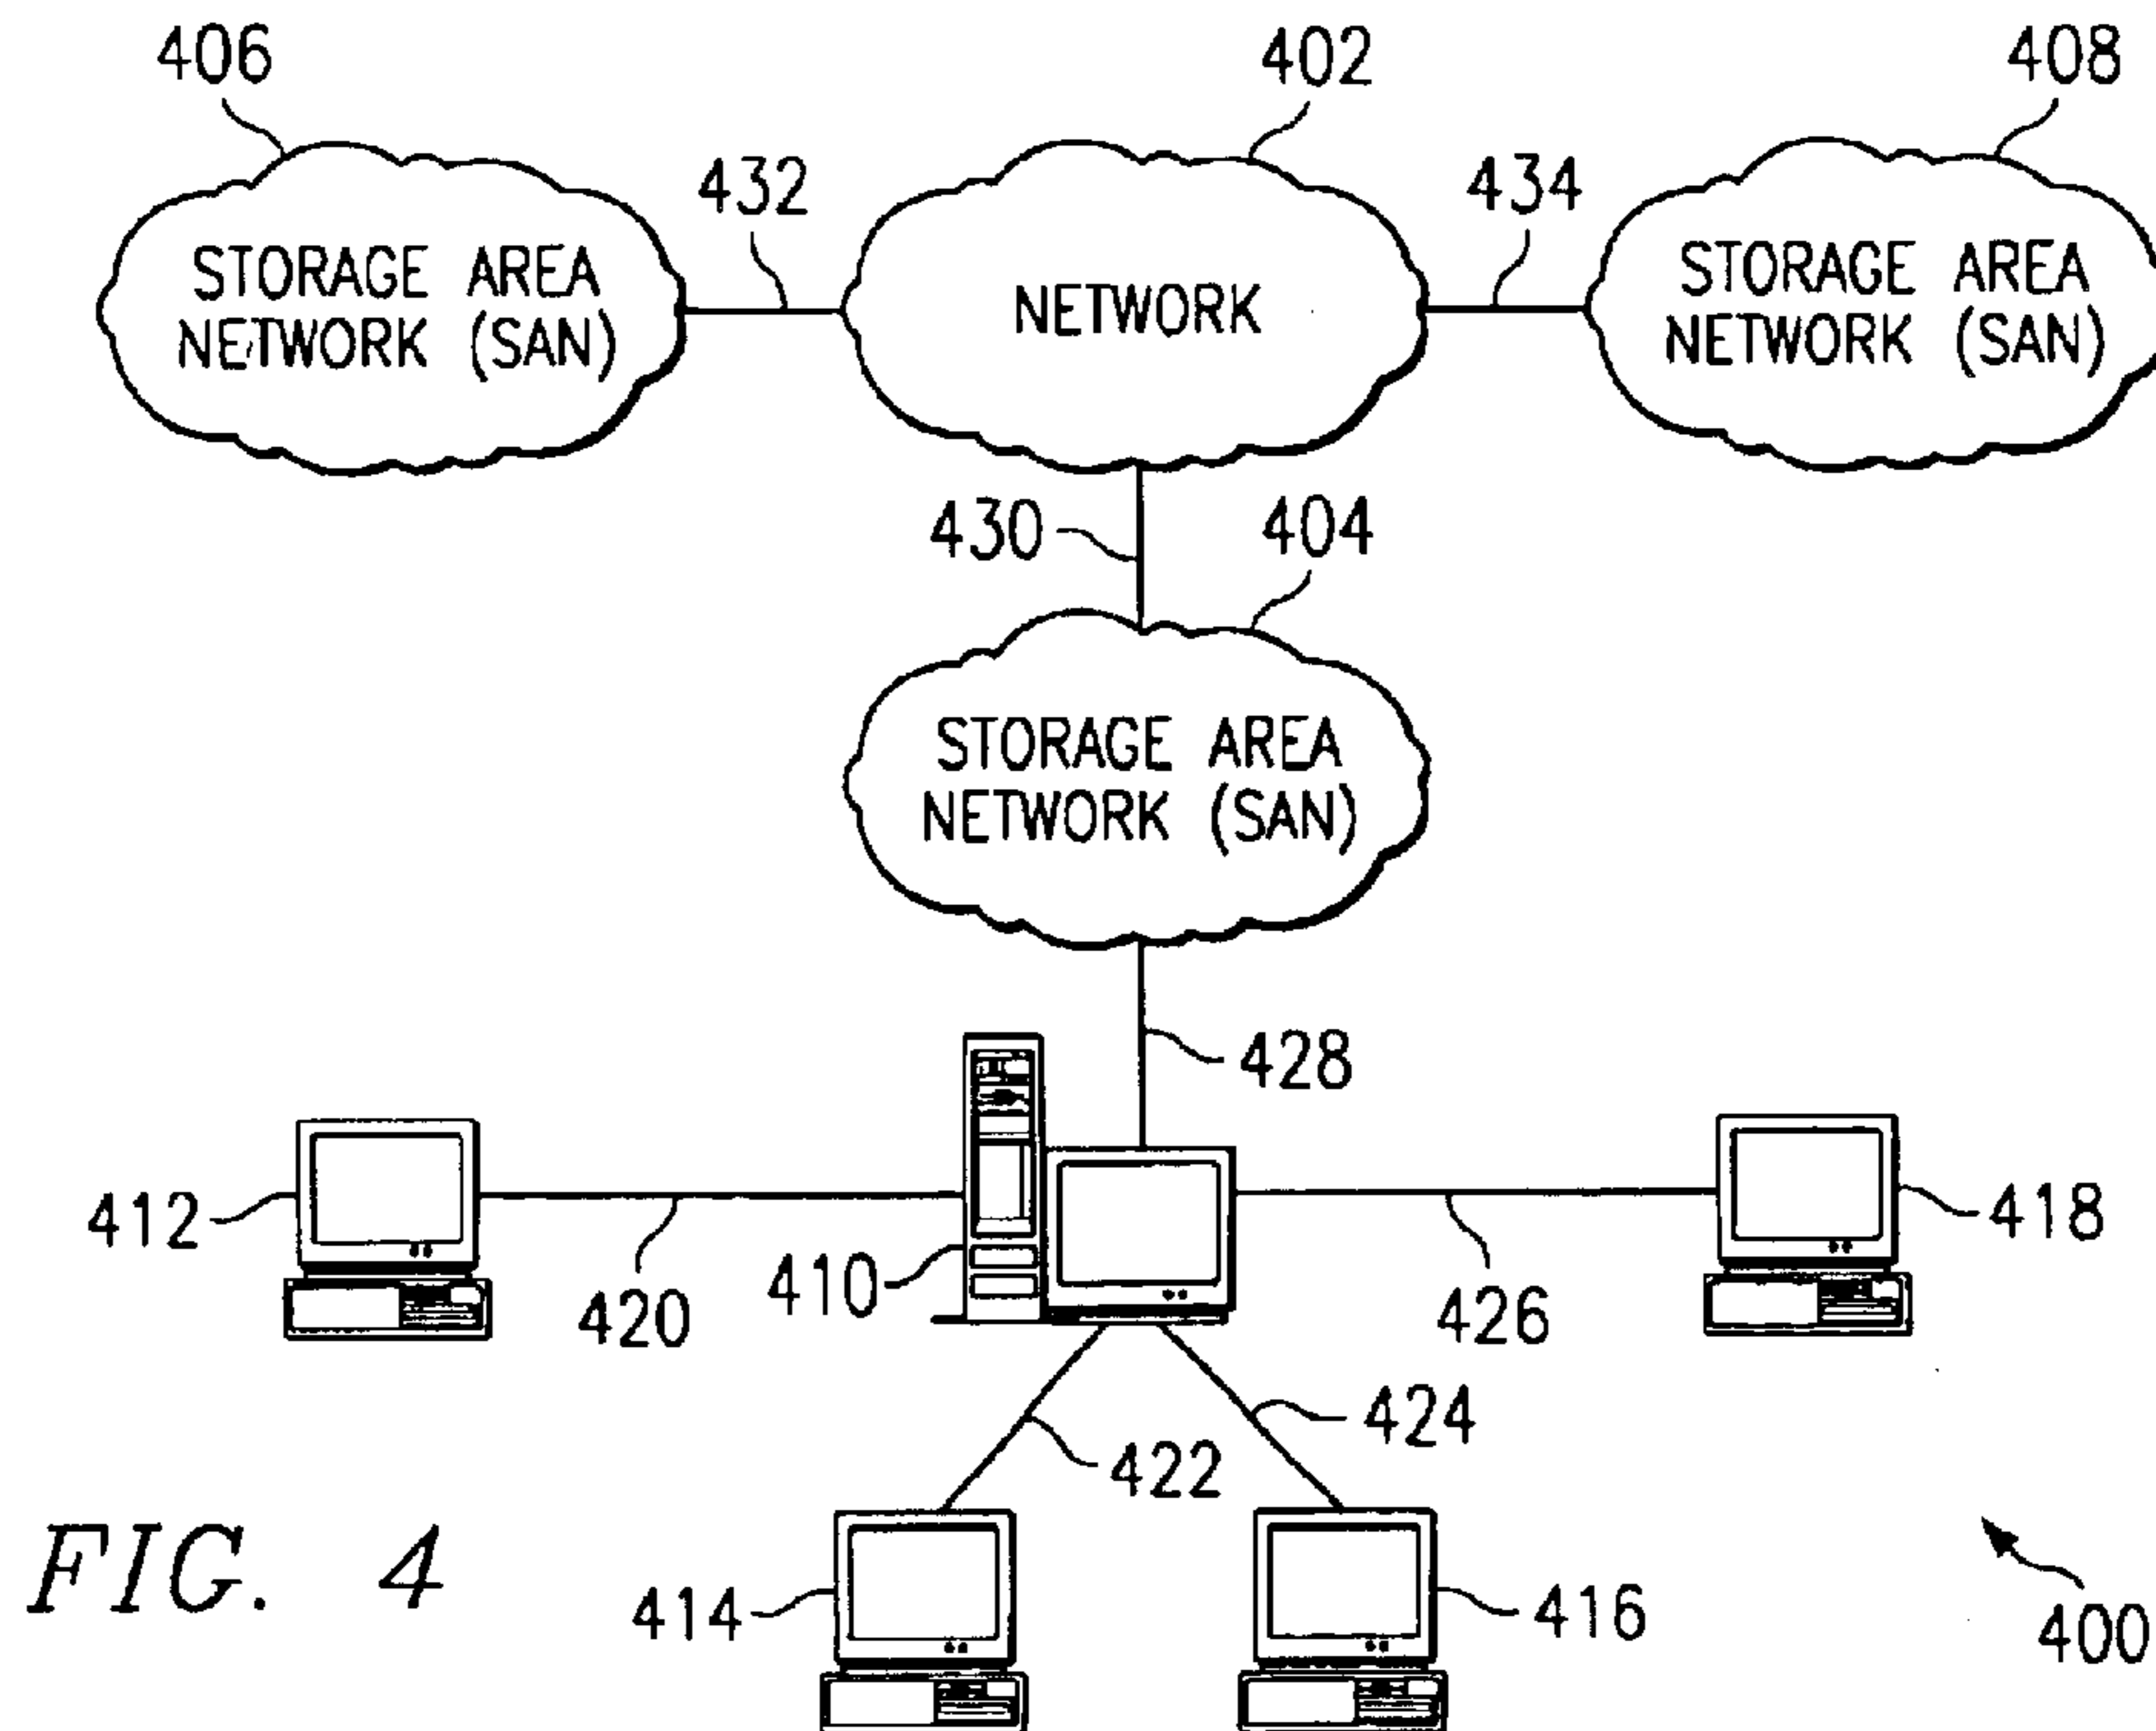 406
402
408
432
434
STORAGE AREA
NETWORK (SAN)
NETWORK
STORAGE AREA
NETWORK (SAN)
430
404
STORAGE AREA
NETWORK (SAN)
428
412
418
410
420
426
424
422
FIG. 4
414
416
400